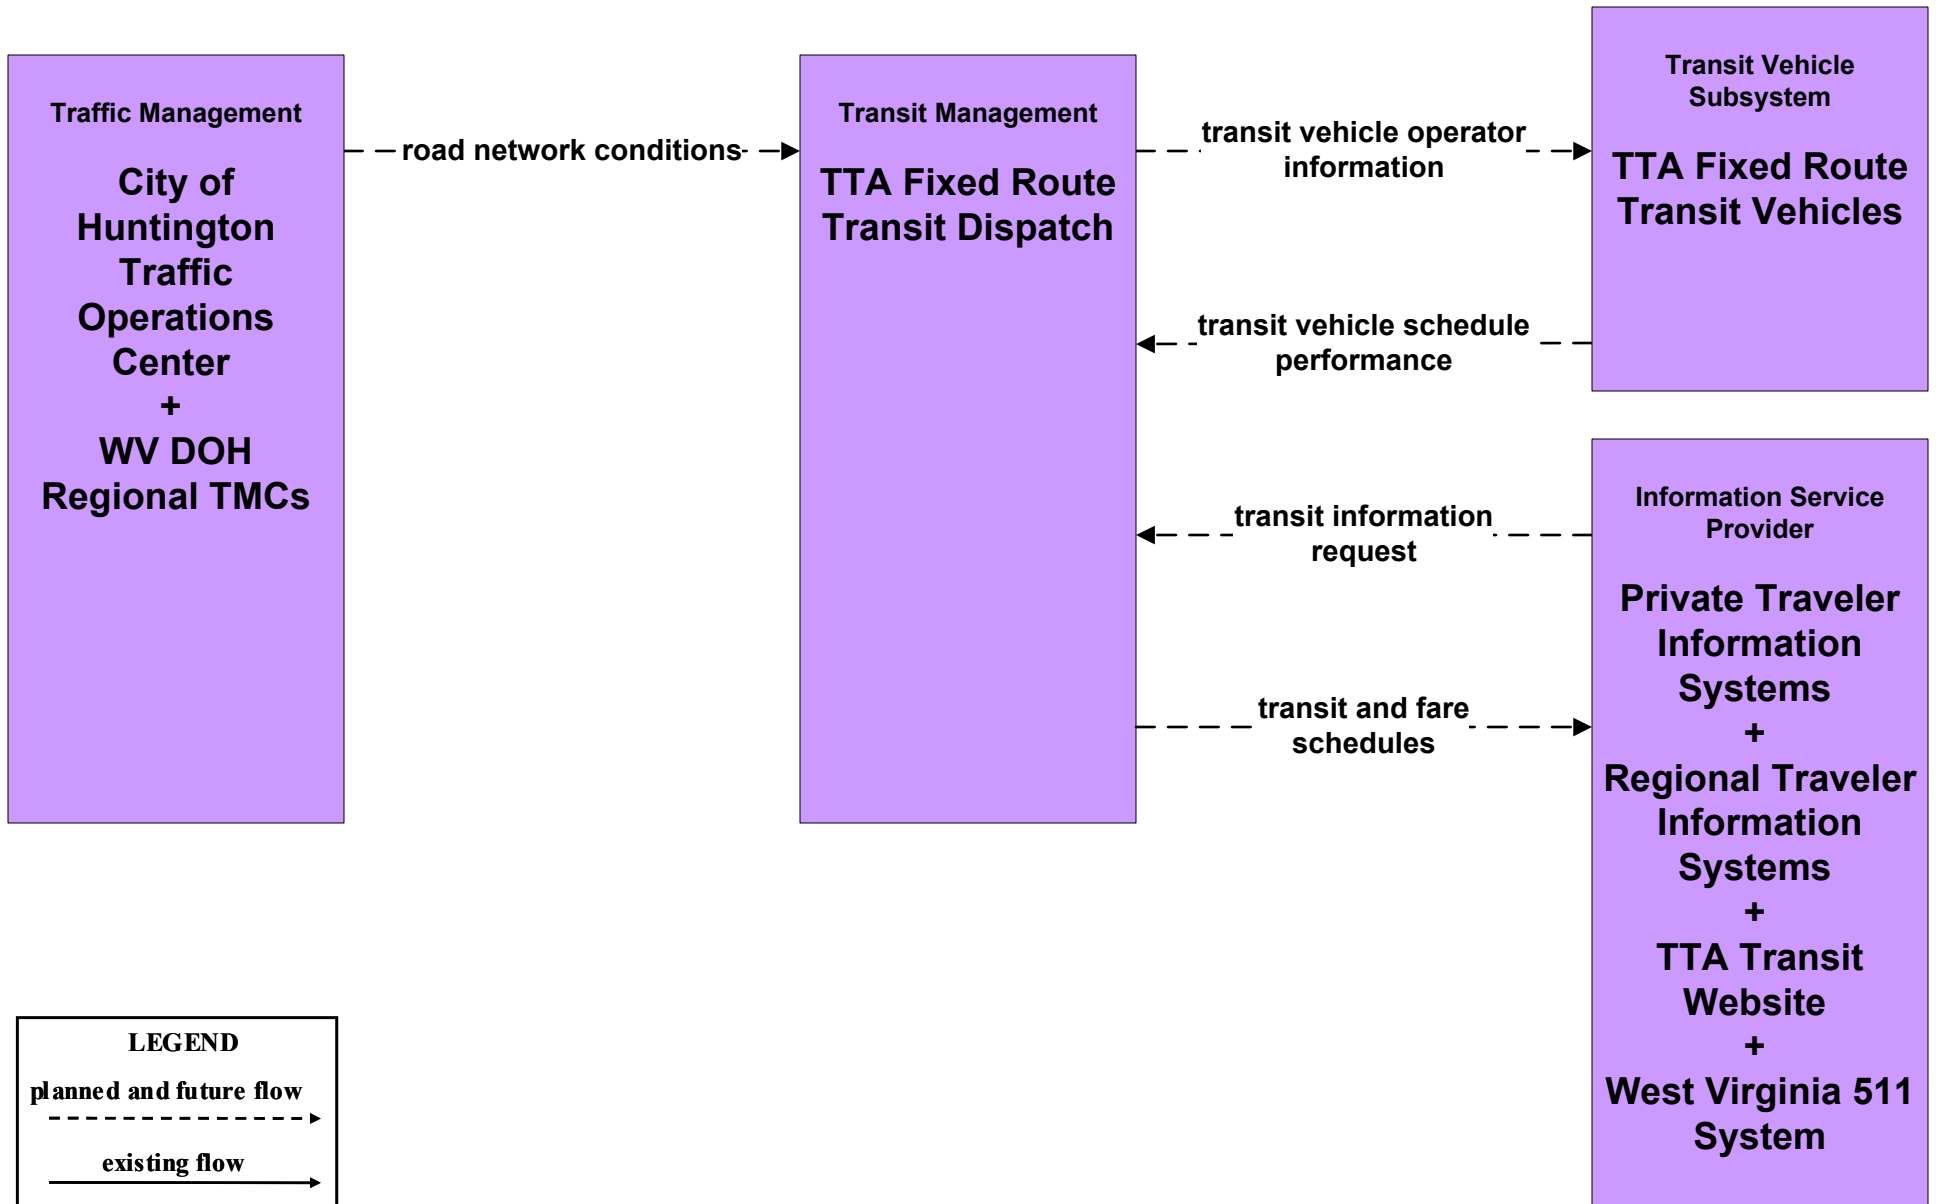 Traffic Management
City of
Huntington
Traffic
Operations
Center
+
WV DOH
Regional TMCs
road network conditions
Transit Management
TTA Fixed Route
Transit Dispatch
transit vehicle operator
information
transit vehicle schedule
performance
transit information
request
transit and fare
schedules
Transit Vehicle
Subsystem
TTA Fixed Route
Transit Vehicles
Information Service
Provider
Private Traveler
Information
Systems
+
Regional Traveler
Information
Systems
+
TTA Transit
Website
+
West Virginia 511
System
LEGEND
planned and future flow
existing flow